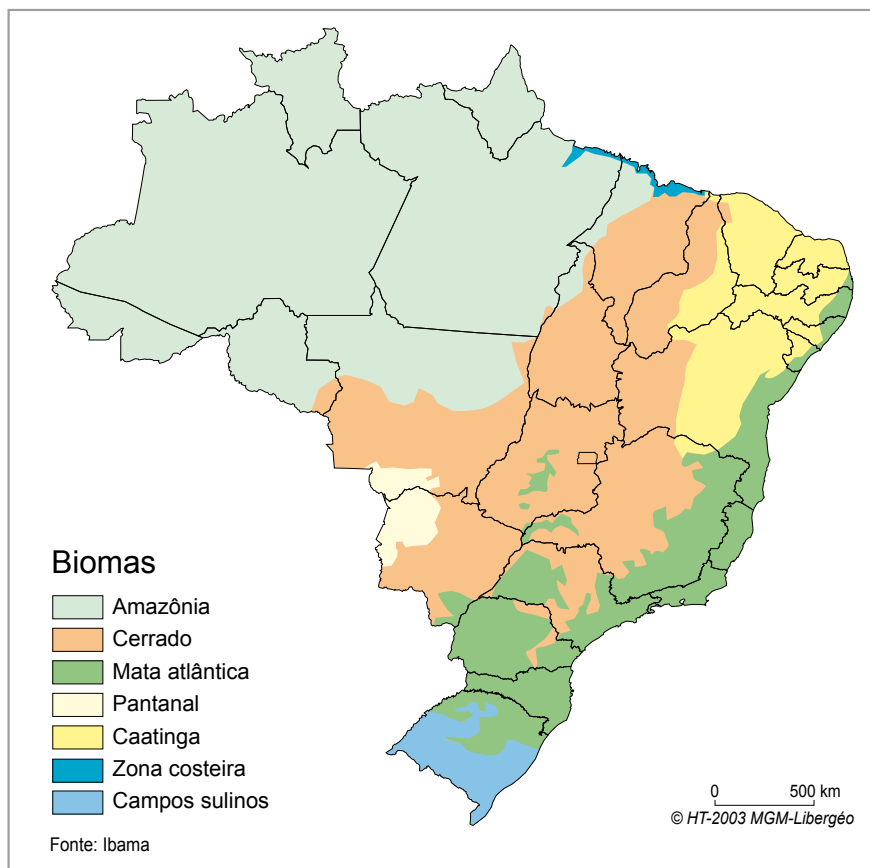 Biomas
Amazônia
Cerrado
Mata atlântica
Pantanal
Caatinga
Zona costeira
Campos sulinos
Fonte: Ibama
0 500 km
© HT-2003 MGM-Libergéo